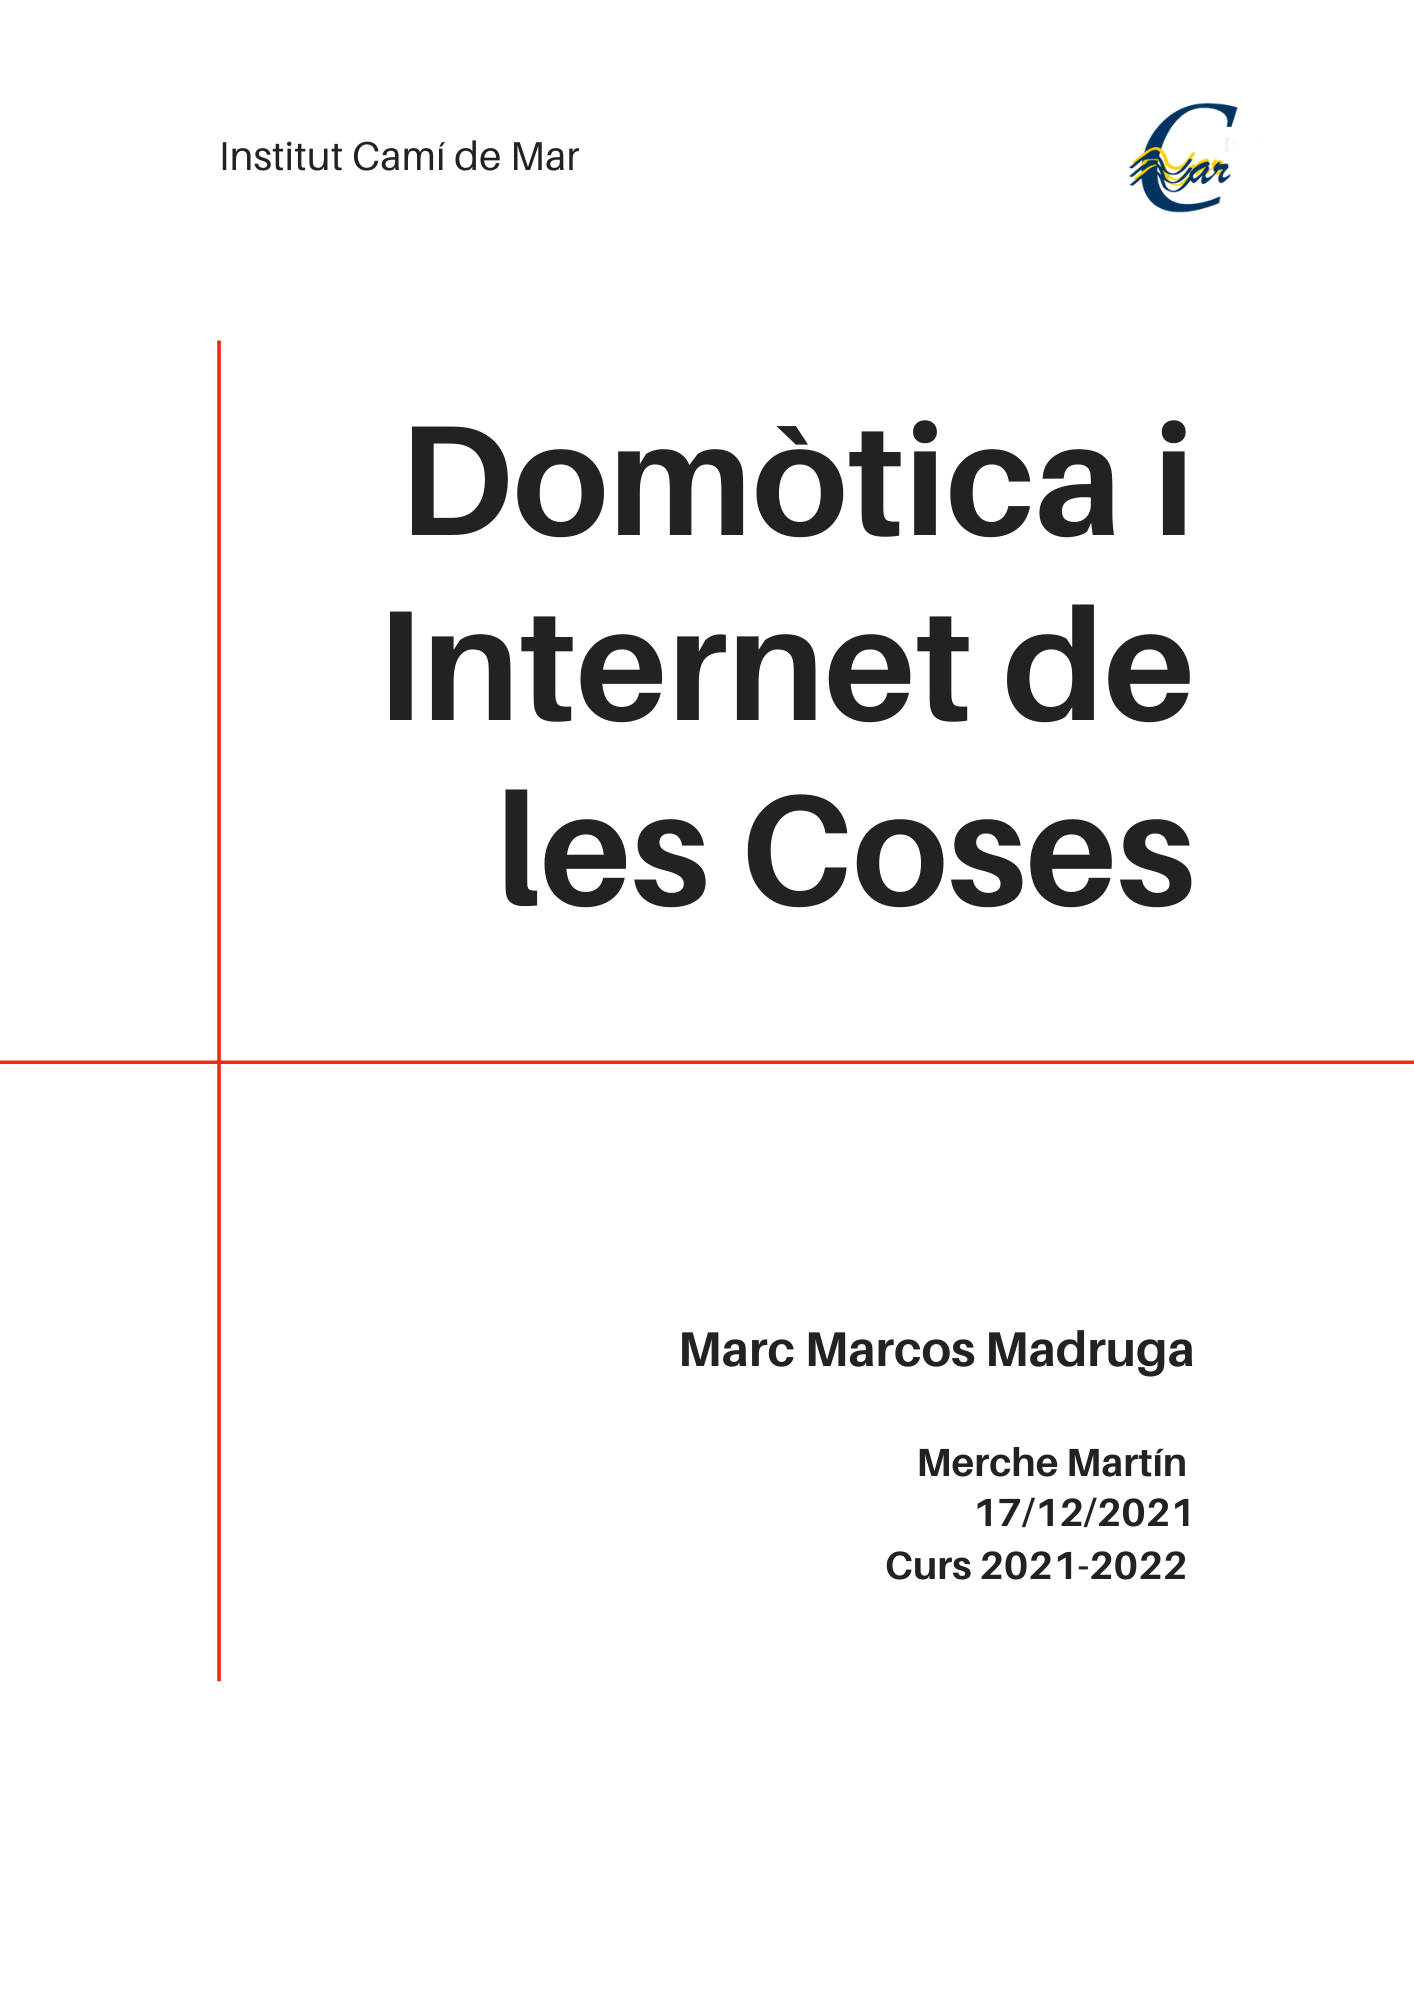 Institut Camí de Mar
Domòtica i
Internet de
les Coses
Marc Marcos Madruga
Merche Martín
17/12/2021
Curs 2021-2022